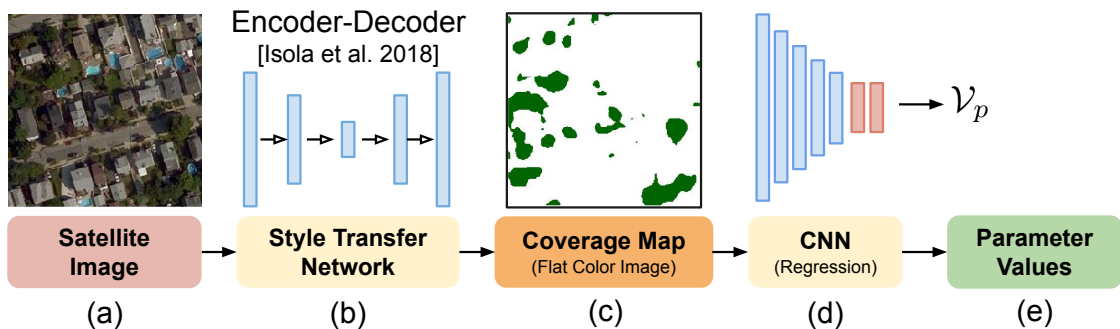 Encoder-Decoder
[Isola et al. 2018]
𝒱ₚ
Satellite
Image
Style Transfer
Network
Coverage Map
(Flat Color Image)
CNN
(Regression)
Parameter
Values
(a)
(b)
(c)
(d)
(e)